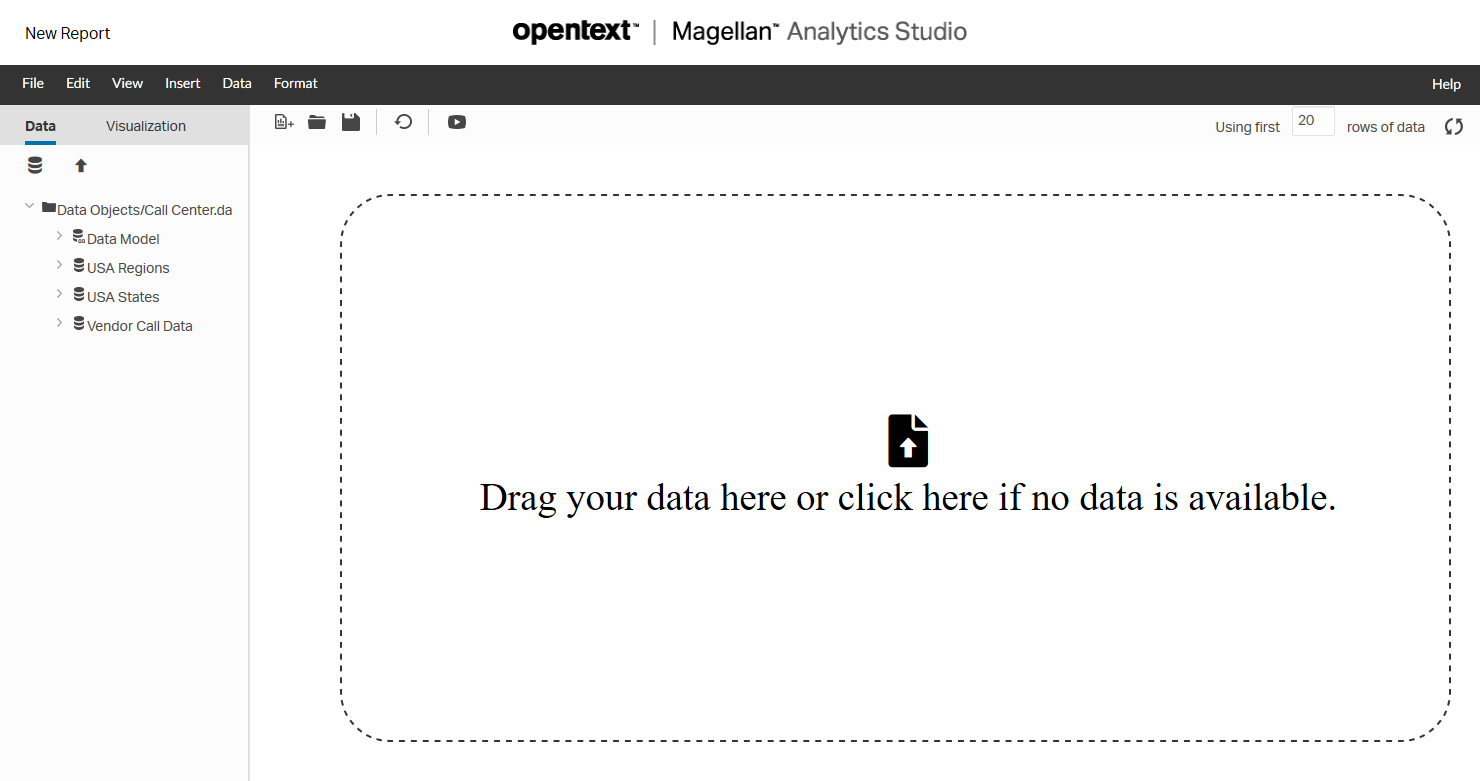 New Report
opentext™ | Magellan™ Analytics Studio
File Edit View Insert Data Format Help
Data Visualization
Using first 20 rows of data
Data Objects/Call Center.da
Data Model
USA Regions
USA States
Vendor Call Data
Drag your data here or click here if no data is available.